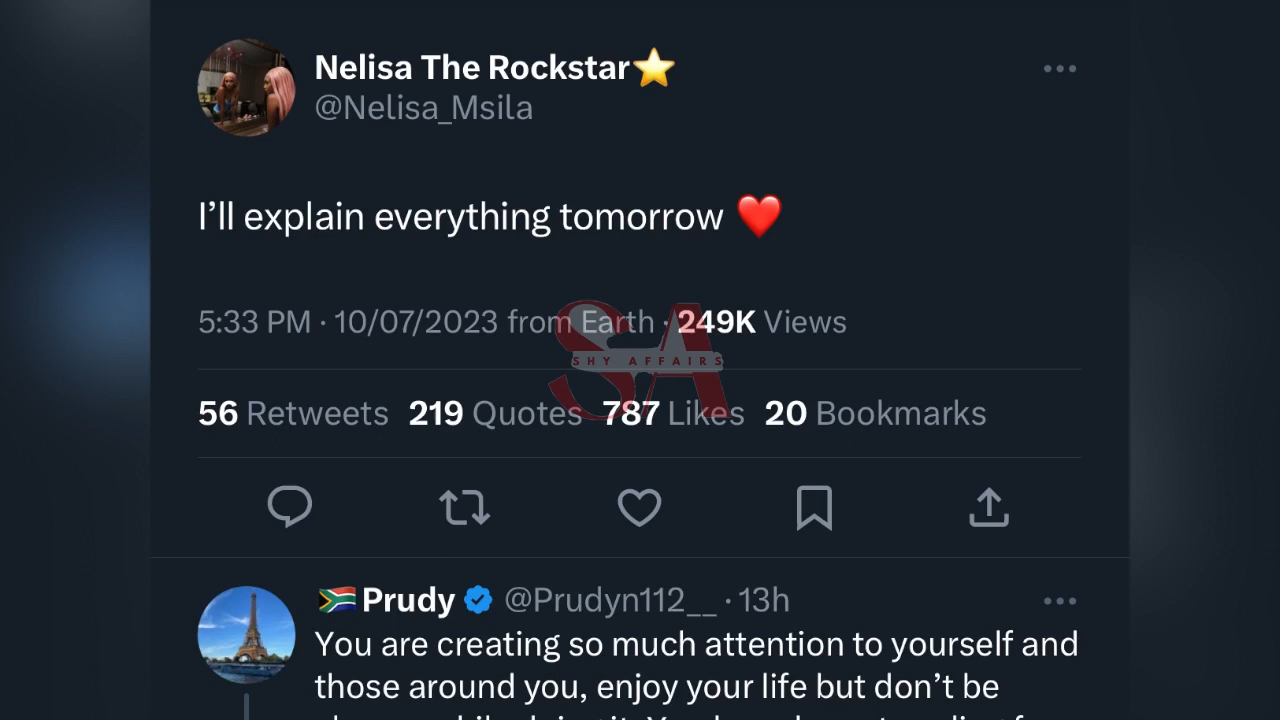 Nelisa The Rockstar⭐
@Nelisa_Msila
I’ll explain everything tomorrow ❤️
5:33 PM · 10/07/2023 from Earth · 249K Views
SHY AFFAIRS
SA
56 Retweets 219 Quotes 787 Likes 20 Bookmarks
🇿🇦Prudy @Prudyn112__ · 13h
You are creating so much attention to yourself and
those around you, enjoy your life but don’t be